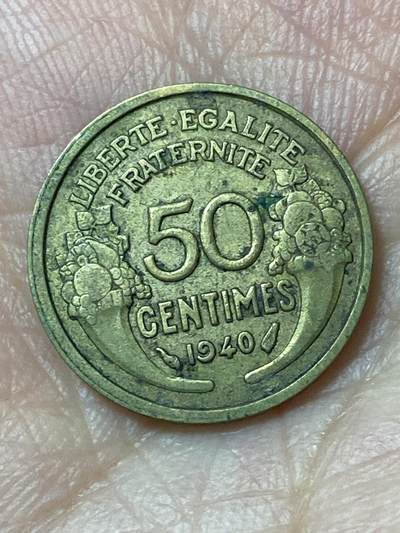 LIBERTE·EGALITE
FRATERNITE
50
CENTIMES
1940